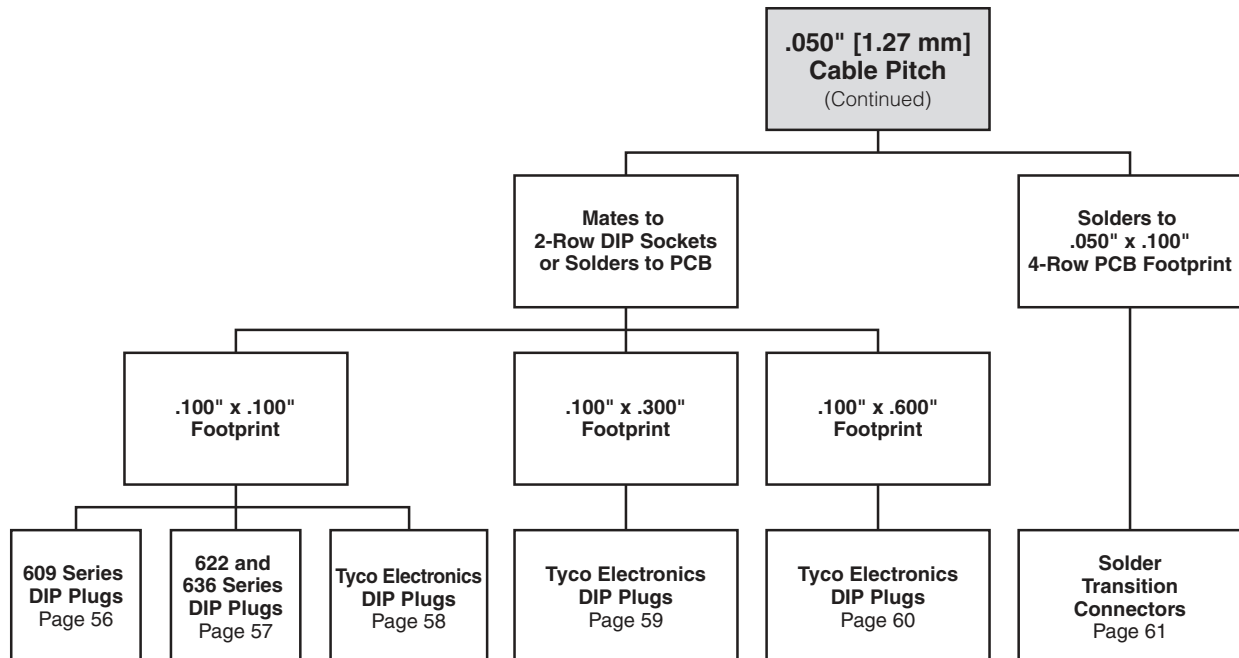 .050" [1.27 mm]
Cable Pitch
(Continued)
Mates to
2-Row DIP Sockets
or Solders to PCB
Solders to
.050" x .100"
4-Row PCB Footprint
.100" x .100"
Footprint
.100" x .300"
Footprint
.100" x .600"
Footprint
609 Series
DIP Plugs
Page 56
622 and
636 Series
DIP Plugs
Page 57
Tyco Electronics
DIP Plugs
Page 58
Tyco Electronics
DIP Plugs
Page 59
Tyco Electronics
DIP Plugs
Page 60
Solder
Transition
Connectors
Page 61